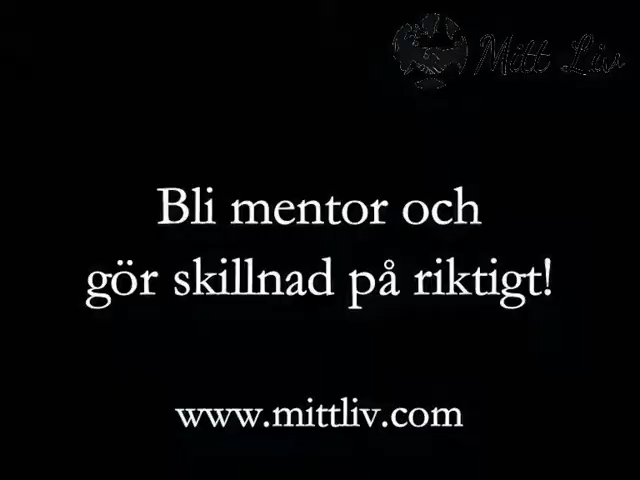 Mitt Liv
Bli mentor och
gör skillnad på riktigt!
www.mittliv.com